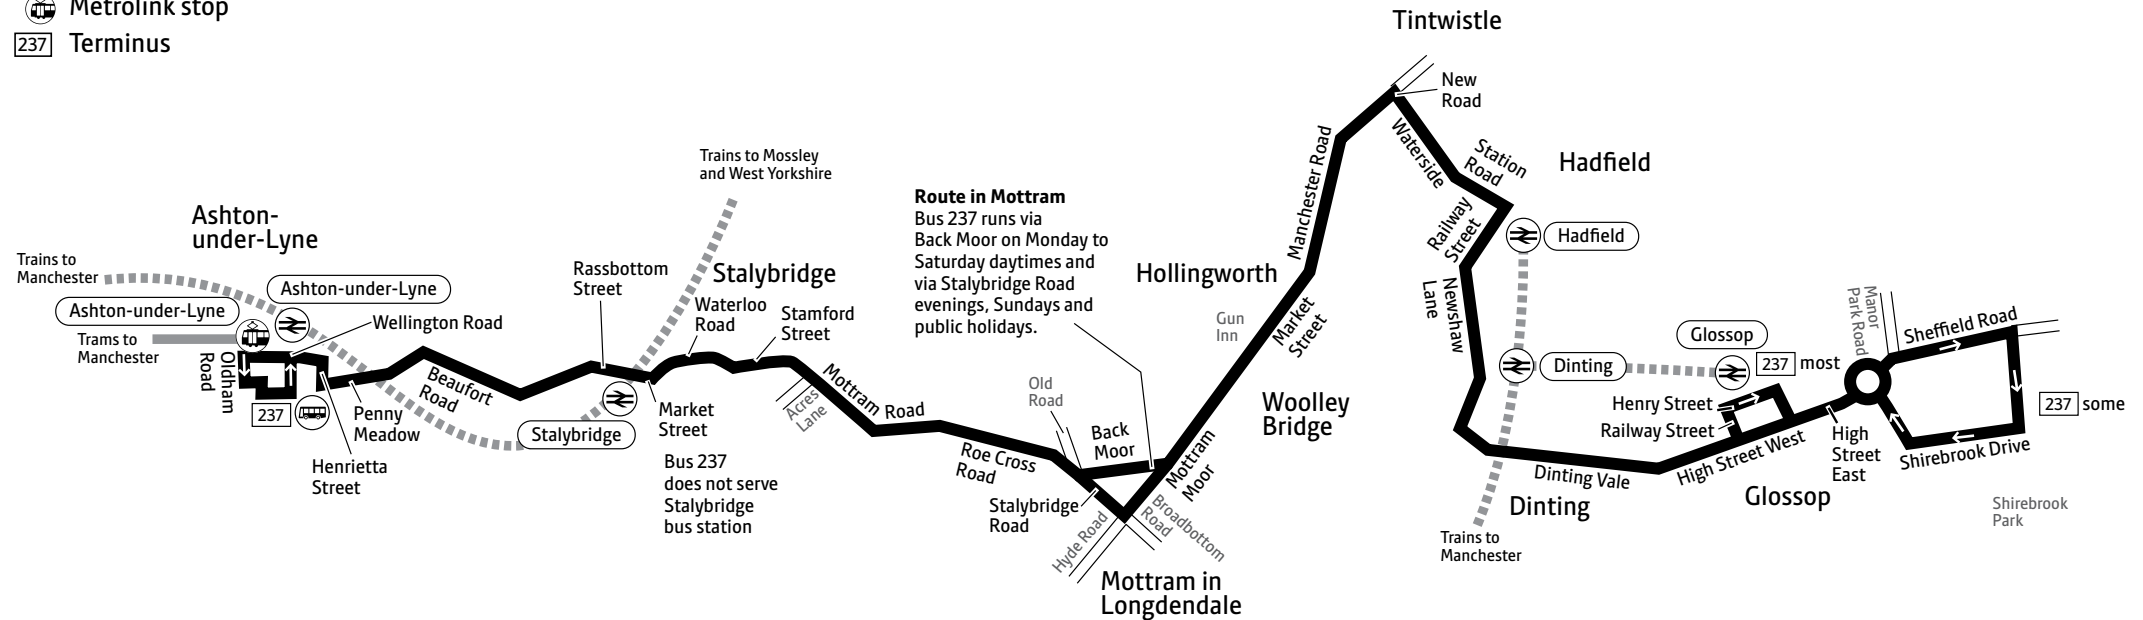 Metrolink stop
237 Terminus
Tintwistle
New
Road
Waterside
Station
Road
Hadfield
Manchester Road
Railway
Street
Hadfield
Trains to Mossley
and West Yorkshire
Route in Mottram
Bus 237 runs via
Back Moor on Monday to
Saturday daytimes and
via Stalybridge Road
evenings, Sundays and
public holidays.
Ashton-
under-Lyne
Trains to
Manchester
Ashton-under-Lyne
Ashton-under-Lyne
Trams to
Manchester
Wellington Road
Oldham
Road
237
Penny
Meadow
Henrietta
Street
Beaufort
Road
Rassbottom
Street
Stalybridge
Waterloo
Road
Stamford
Street
Stalybridge
Market
Street
Bus 237
does not serve
Stalybridge
bus station
Acres
Lane
Mottram Road
Roe Cross
Road
Old
Road
Back
Moor
Stalybridge
Road
Hyde Road
Broadbottom
Road
Mottram
Moor
Mottram in
Longdendale
Hollingworth
Gun
Inn
Market
Street
Woolley
Bridge
Newshaw
Lane
Dinting
Dinting Vale
Dinting
Trains to
Manchester
Glossop
237 most
Henry Street
Railway Street
High Street West
Glossop
High
Street
East
Manor
Park Road
Sheffield Road
237 some
Shirebrook Drive
Shirebrook
Park